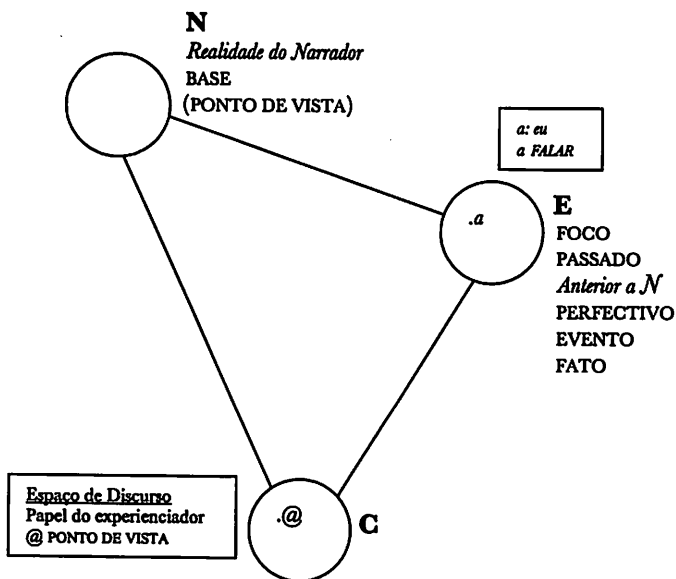 N
Realidade do Narrador
BASE
(PONTO DE VISTA)
a: eu
a FALAR
.a
E
FOCO
PASSADO
Anterior a N
PERFECTIVO
EVENTO
FATO
Espaço de Discurso
Papel do experienciador
@ PONTO DE VISTA
.@
C